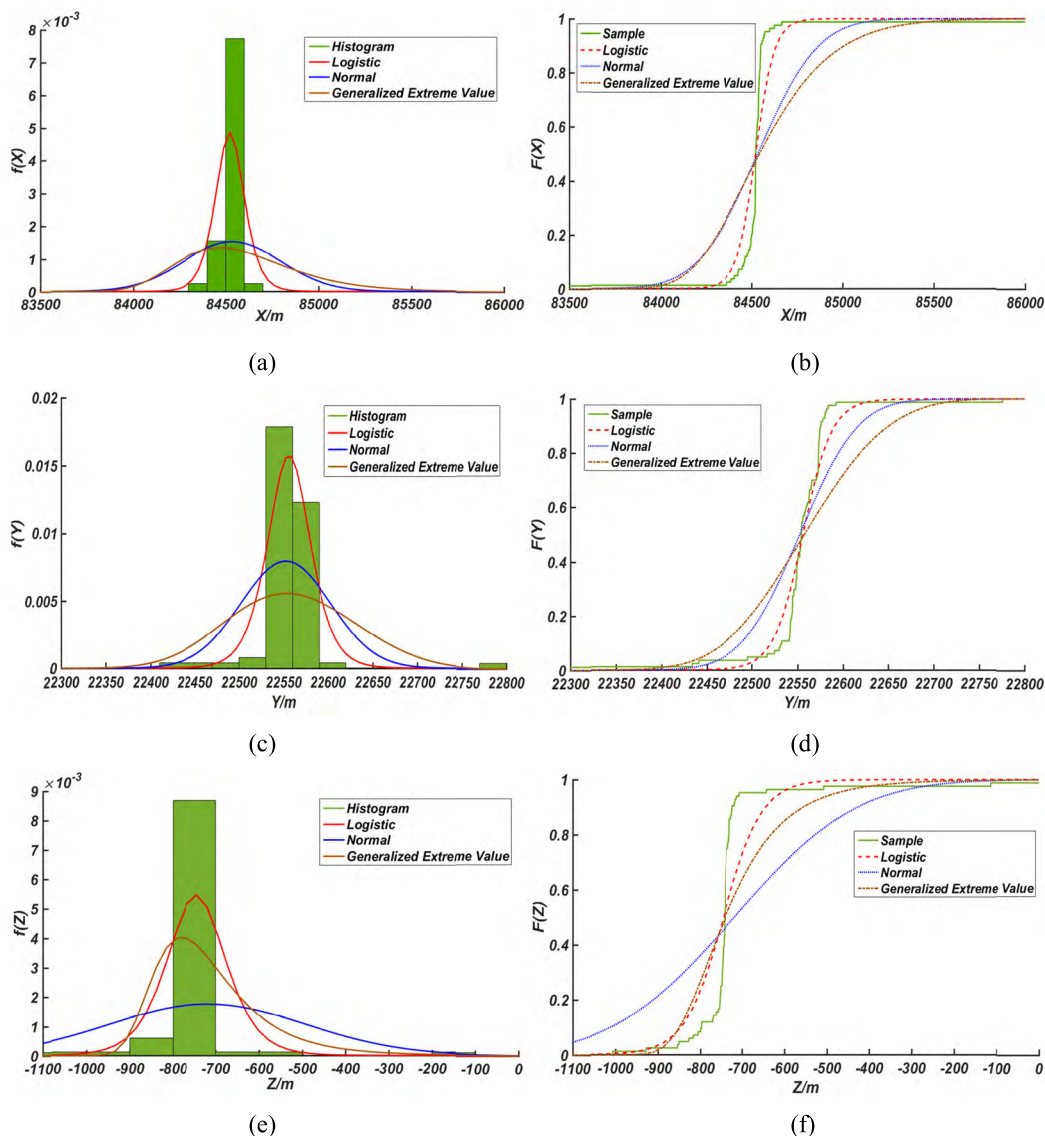 ×10⁻³
8
7
6
5
4
3
2
1
0
f(X)
Histogram
Logistic
Normal
Generalized Extreme Value
83500 84000 84500 85000 85500 86000
X/m
(a)
1
0.8
0.6
0.4
0.2
0
F(X)
Sample
Logistic
Normal
Generalized Extreme Value
83500 84000 84500 85000 85500 86000
X/m
(b)
0.02
0.015
0.01
0.005
0
f(Y)
Histogram
Logistic
Normal
Generalized Extreme Value
22300 22350 22400 22450 22500 22550 22600 22650 22700 22750 22800
Y/m
(c)
1
0.8
0.6
0.4
0.2
0
F(Y)
Sample
Logistic
Normal
Generalized Extreme Value
22300 22350 22400 22450 22500 22550 22600 22650 22700 22750 22800
Y/m
(d)
×10⁻³
9
8
7
6
5
4
3
2
1
0
f(Z)
Histogram
Logistic
Normal
Generalized Extreme Value
-1100 -1000 -900 -800 -700 -600 -500 -400 -300 -200 -100 0
Z/m
(e)
1
0.8
0.6
0.4
0.2
0
F(Z)
Sample
Logistic
Normal
Generalized Extreme Value
-1100 -1000 -900 -800 -700 -600 -500 -400 -300 -200 -100 0
Z/m
(f)